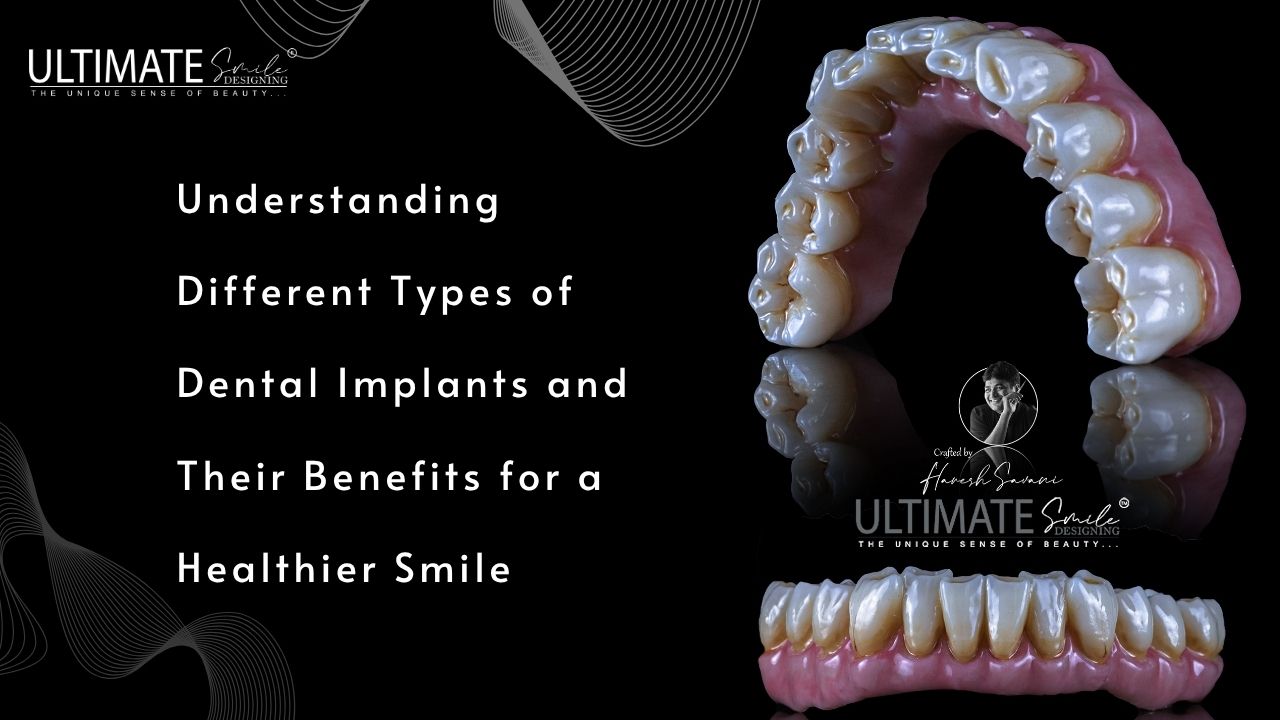 ULTIMATE Smile
DESIGNING
THE UNIQUE SENSE OF BEAUTY...
Understanding
Different Types of
Dental Implants and
Their Benefits for a
Healthier Smile
Crafted by
Haresh Savani
ULTIMATE Smile TM
DESIGNING
THE UNIQUE SENSE OF BEAUTY...